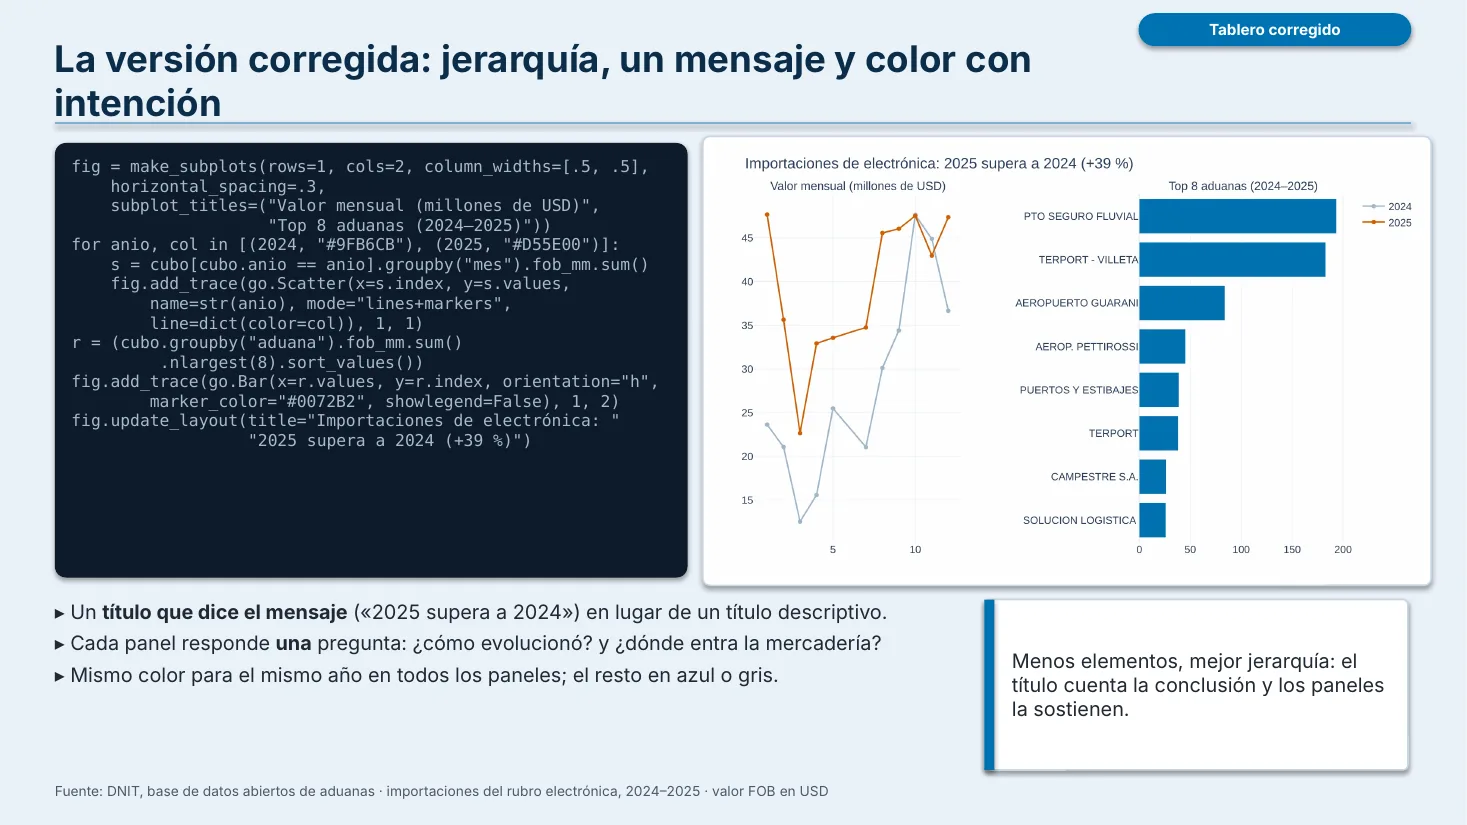 Tablero corregido
La versión corregida: jerarquía, un mensaje y color con
intención
fig = make_subplots(rows=1, cols=2, column_widths=[.5, .5],
    horizontal_spacing=.3,
    subplot_titles=("Valor mensual (millones de USD)",
                    "Top 8 aduanas (2024–2025)"))
for anio, col in [(2024, "#9FB6CB"), (2025, "#D55E00")]:
    s = cubo[cubo.anio == anio].groupby("mes").fob_mm.sum()
    fig.add_trace(go.Scatter(x=s.index, y=s.values,
        name=str(anio), mode="lines+markers",
        line=dict(color=col)), 1, 1)
r = (cubo.groupby("aduana").fob_mm.sum()
         .nlargest(8).sort_values())
fig.add_trace(go.Bar(x=r.values, y=r.index, orientation="h",
        marker_color="#0072B2", showlegend=False), 1, 2)
fig.update_layout(title="Importaciones de electrónica: "
                  "2025 supera a 2024 (+39 %)")
Importaciones de electrónica: 2025 supera a 2024 (+39 %)
Valor mensual (millones de USD)
45
40
35
30
25
20
15
5 10
Top 8 aduanas (2024–2025)
PTO SEGURO FLUVIAL
TERPORT - VILLETA
AEROPUERTO GUARANI
AEROP. PETTIROSSI
PUERTOS Y ESTIBAJES
TERPORT
CAMPESTRE S.A.
SOLUCION LOGISTICA
0 50 100 150 200
2024
2025
▸ Un título que dice el mensaje («2025 supera a 2024») en lugar de un título descriptivo.
▸ Cada panel responde una pregunta: ¿cómo evolucionó? y ¿dónde entra la mercadería?
▸ Mismo color para el mismo año en todos los paneles; el resto en azul o gris.
Menos elementos, mejor jerarquía: el
título cuenta la conclusión y los paneles
la sostienen.
Fuente: DNIT, base de datos abiertos de aduanas · importaciones del rubro electrónica, 2024–2025 · valor FOB en USD